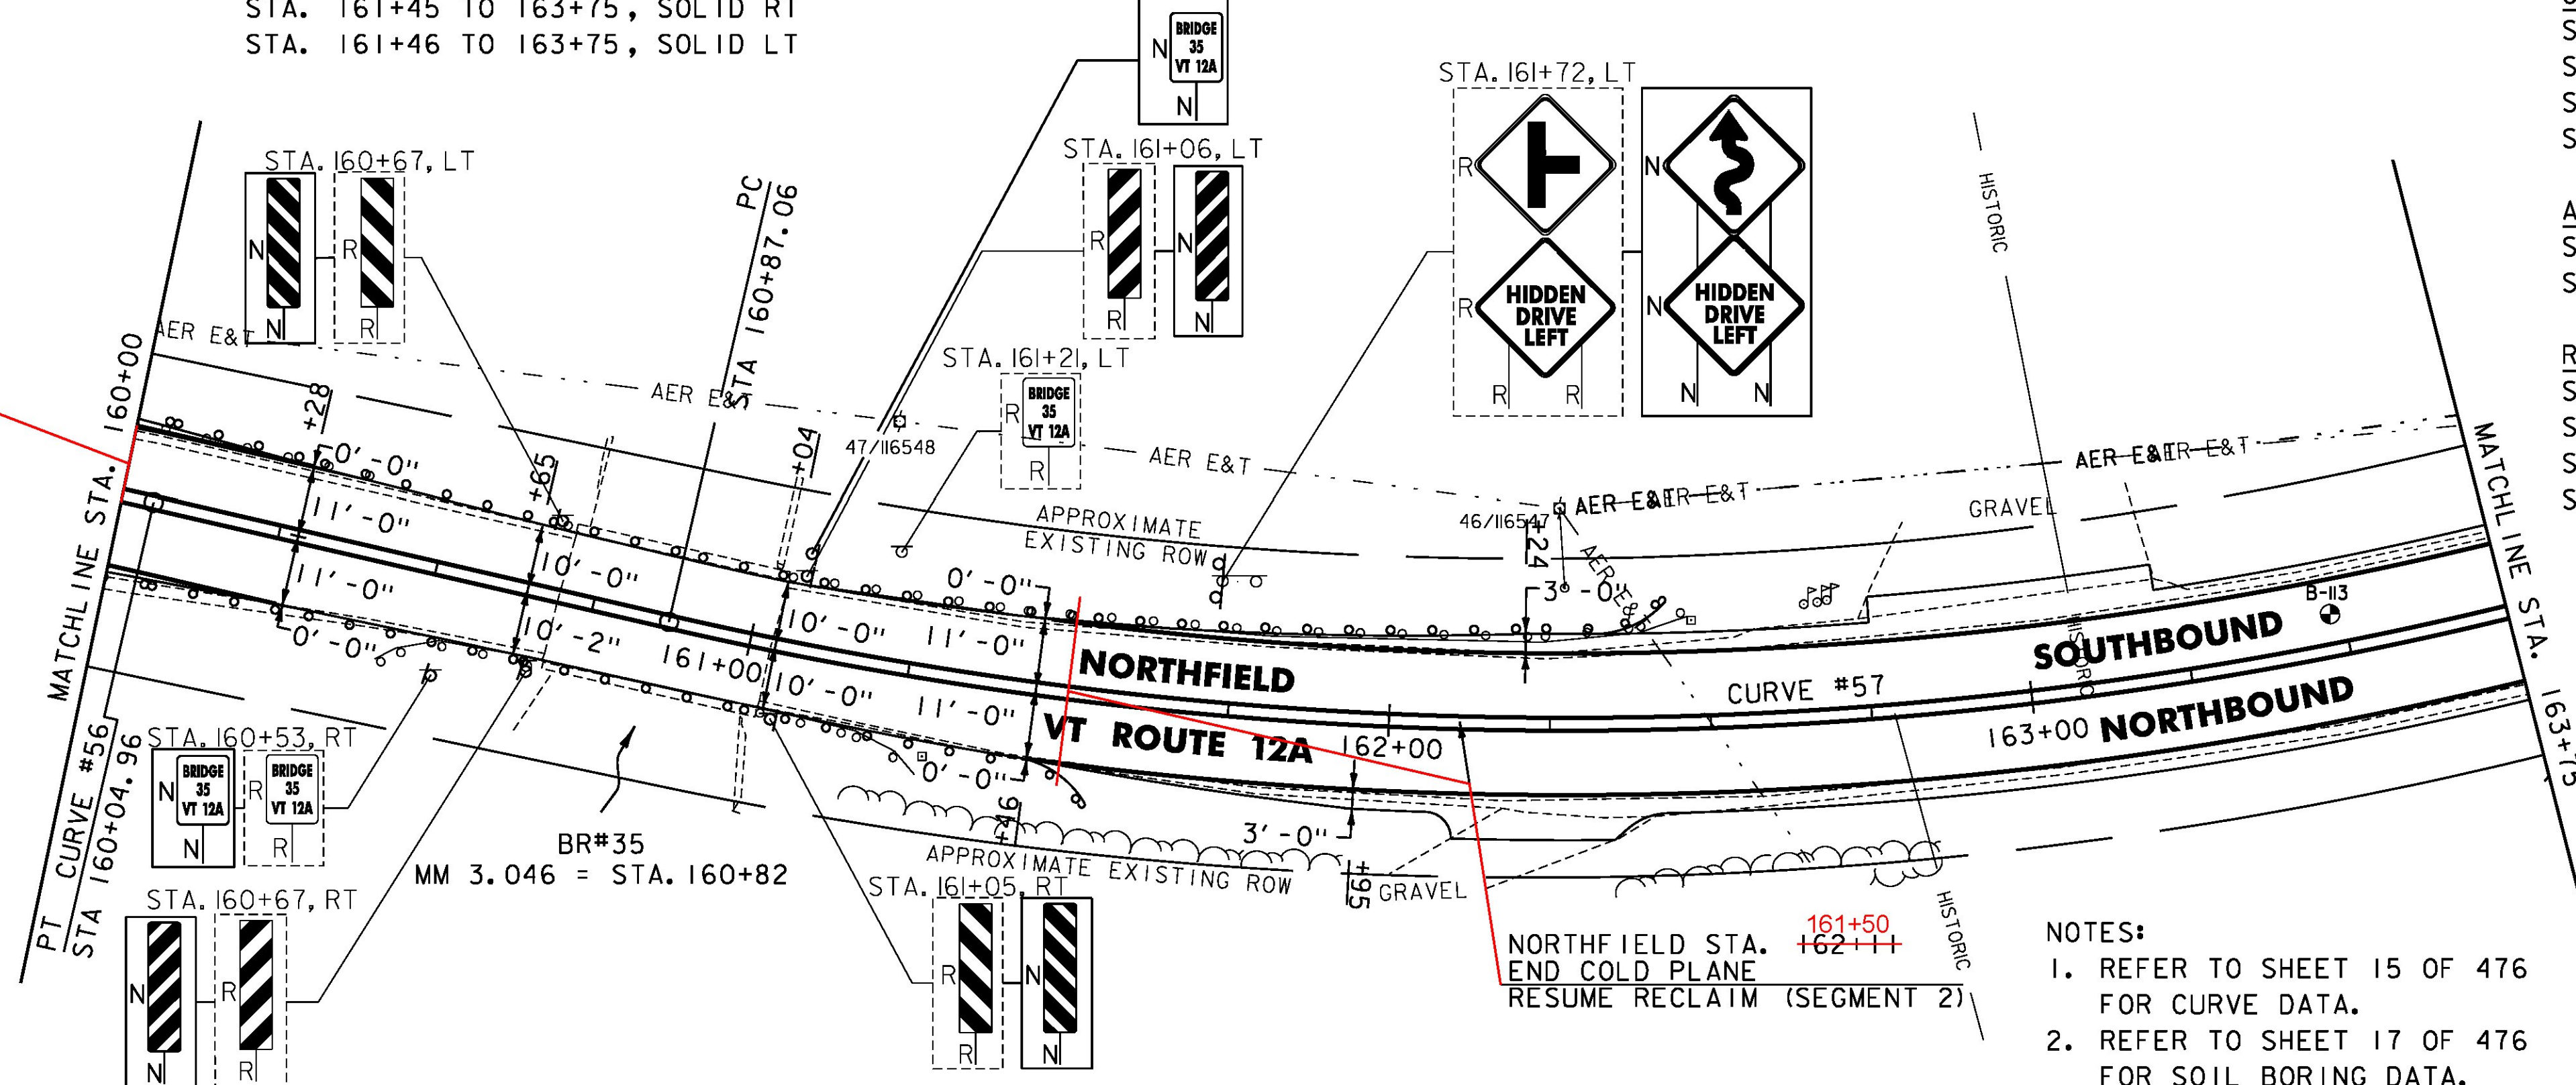 STA. 161+45 TO 163+75, SOLID RT
STA. 161+46 TO 163+75, SOLID LT
N
BRIDGE
35
VT 12A
N
STA. 160+67, LT
N
R
N
R
PC
STA 160+87.06
STA. 161+06, LT
R
N
R
N
STA. 161+72, LT
R
N
R
HIDDEN
DRIVE
LEFT
N
HIDDEN
DRIVE
LEFT
R
R
N
N
HISTORIC
STA. 161+21, LT
R
BRIDGE
35
VT 12A
R
MATCHLINE STA. 160+00
AER E&T
AER E&T
AER E&T
AER E&T
AER E&T
AER E&T
AER E&T
AER E&T
47/116548
46/116547
+28
+65
+04
+24
0'-0"
11'-0"
11'-0"
0'-0"
10'-0"
10'-2"
161+00
10'-0"
10'-0"
0'-0"
11'-0"
11'-0"
0'-0"
3'-0"
3'-0"
+46
+95
APPROXIMATE
EXISTING ROW
AER E&T
GRAVEL
HISTORIC
B-113
NORTHFIELD
VT ROUTE 12A
162+00
CURVE #57
SOUTHBOUND
163+00
NORTHBOUND
MATCHLINE STA. 163+75
PT CURVE #56
STA 160+04.96
STA. 160+53, RT
N
BRIDGE
35
VT 12A
R
BRIDGE
35
VT 12A
N
R
BR#35
MM 3.046 = STA. 160+82
STA. 160+67, RT
N
R
N
R
APPROXIMATE EXISTING ROW
GRAVEL
STA. 161+05, RT
R
N
R
N
161+50
NORTHFIELD STA. 162+11
END COLD PLANE
RESUME RECLAIM (SEGMENT 2)
HISTORIC
NOTES:
1. REFER TO SHEET 15 OF 476
FOR CURVE DATA.
2. REFER TO SHEET 17 OF 476
FOR SOIL BORING DATA.
S
S
S
S
A
S
S
R
S
S
S
S